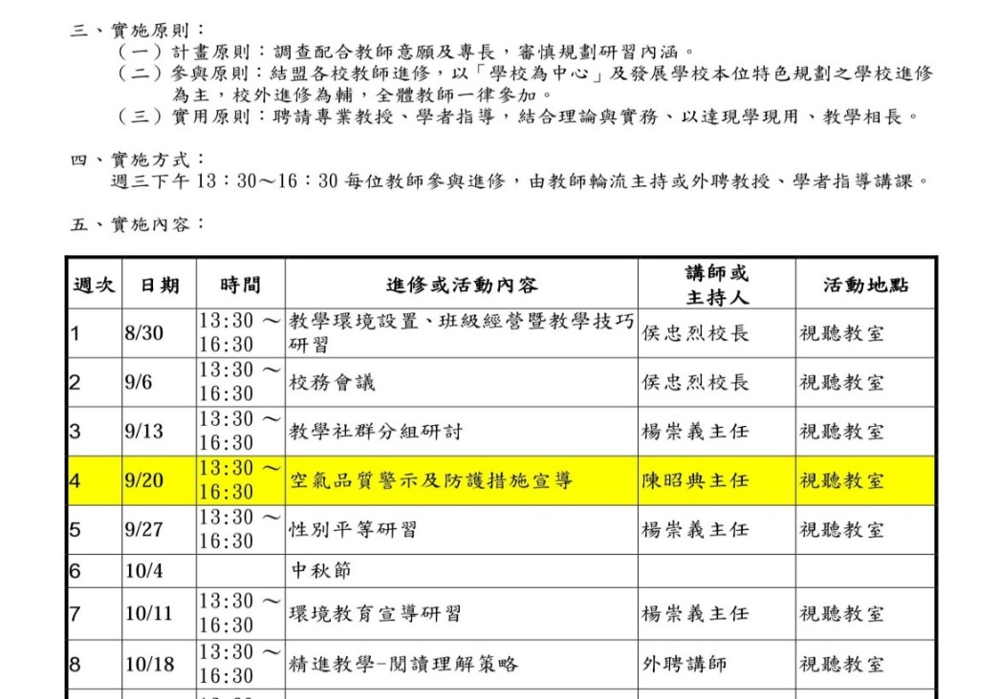 三、實施原則：
（一）計畫原則：調查配合教師意願及專長，審慎規劃研習內涵。
（二）參與原則：結盟各校教師進修，以「學校為中心」及發展學校本位特色規劃之學校進修
為主，校外進修為輔，全體教師一律參加。
（三）實用原則：聘請專業教授、學者指導，結合理論與實務、以達現學現用、教學相長。
四、實施方式：
週三下午 13：30～16：30 每位教師參與進修，由教師輪流主持或外聘教授、學者指導講課。
五、實施內容：
週次 日期 時間 進修或活動內容 講師或 活動地點
主持人
1 8/30 13:30 ～ 教學環境設置、班級經營暨教學技巧 侯忠烈校長 視聽教室
16:30 研習
2 9/6 13:30 ～ 校務會議 侯忠烈校長 視聽教室
16:30
3 9/13 13:30 ～ 教學社群分組研討 楊崇義主任 視聽教室
16:30
4 9/20 13:30 ～ 空氣品質警示及防護措施宣導 陳昭典主任 視聽教室
16:30
5 9/27 13:30 ～ 性別平等研習 楊崇義主任 視聽教室
16:30
6 10/4 中秋節
7 10/11 13:30 ～ 環境教育宣導研習 楊崇義主任 視聽教室
16:30
8 10/18 13:30 ～ 精進教學-閱讀理解策略 外聘講師 視聽教室
16:30